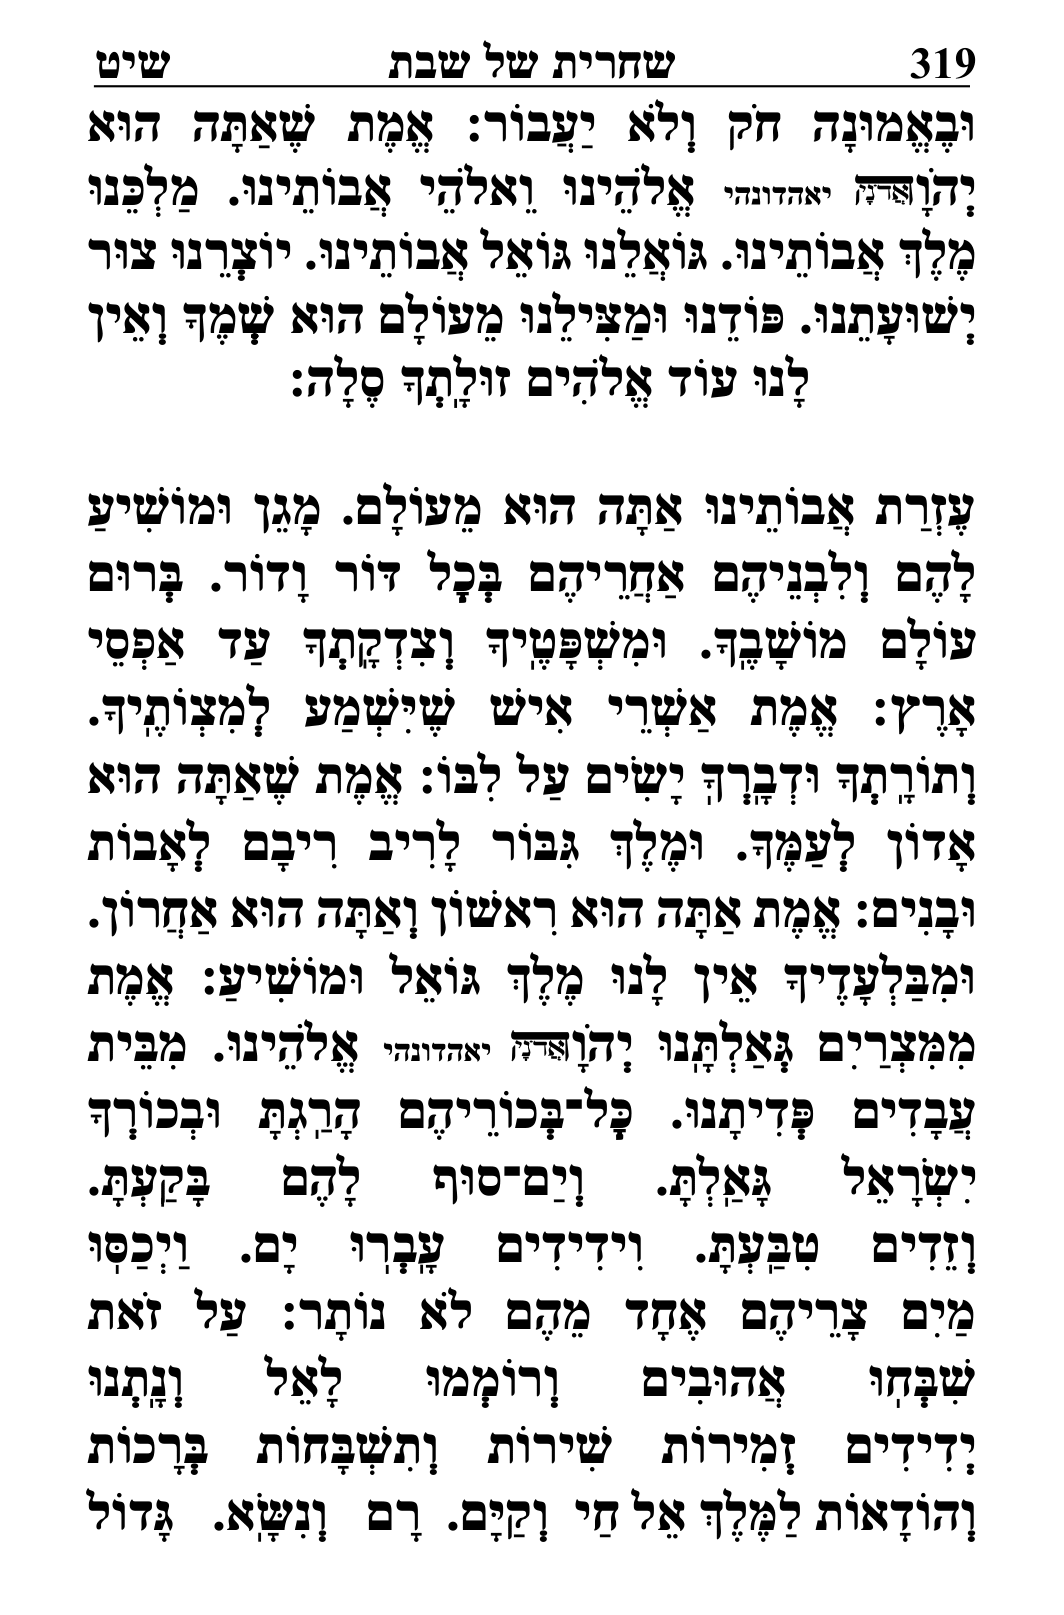 319 שחרית של שבת שיט
וּבֶאֱמוּנָה חֹק וְלֹא יַעֲבוֹר: אֱמֶת שֶׁאַתָּה הוּא
יְהֹוָאֲדֹנָיה יאהדונהי אֱלֹהֵינוּ וֵאלֹהֵי אֲבוֹתֵינוּ. מַלְכֵּנוּ
מֶלֶךְ אֲבוֹתֵינוּ. גּוֹאֲלֵנוּ גּוֹאֵל אֲבוֹתֵינוּ. יוֹצְרֵנוּ צוּר
יְשׁוּעָתֵנוּ. פּוֹדֵנוּ וּמַצִּילֵנוּ מֵעוֹלָם הוּא שְׁמֶךָ וְאֵין
לָנוּ עוֹד אֱלֹהִים זוּלָתְךָ סֶלָה:
עֶזְרַת אֲבוֹתֵינוּ אַתָּה הוּא מֵעוֹלָם. מָגֵן וּמוֹשִׁיעַ
לָהֶם וְלִבְנֵיהֶם אַחֲרֵיהֶם בְּכָל דּוֹר וָדוֹר. בְּרוּם
עוֹלָם מוֹשָׁבֶךָ. וּמִשְׁפָּטֶיךָ וְצִדְקָתְךָ עַד אַפְסֵי
אָרֶץ: אֱמֶת אַשְׁרֵי אִישׁ שֶׁיִּשְׁמַע לְמִצְוֹתֶיךָ.
וְתוֹרָתְךָ וּדְבָרְךָ יָשִׂים עַל לִבּוֹ: אֱמֶת שֶׁאַתָּה הוּא
אָדוֹן לְעַמֶּךָ. וּמֶלֶךְ גִּבּוֹר לָרִיב רִיבָם לְאָבוֹת
וּבָנִים: אֱמֶת אַתָּה הוּא רִאשׁוֹן וְאַתָּה הוּא אַחֲרוֹן.
וּמִבַּלְעָדֶיךָ אֵין לָנוּ מֶלֶךְ גּוֹאֵל וּמוֹשִׁיעַ: אֱמֶת
מִמִּצְרַיִם גְּאַלְתָּנוּ יְהֹוָאֲדֹנָיה יאהדונהי אֱלֹהֵינוּ. מִבֵּית
עֲבָדִים פְּדִיתָנוּ. כָּל־בְּכוֹרֵיהֶם הָרַגְתָּ וּבְכוֹרְךָ
יִשְׂרָאֵל גָּאַלְתָּ. וְיַם־סוּף לָהֶם בָּקַעְתָּ.
וְזֵדִים טִבַּעְתָּ. וִידִידִים עָבְרוּ יָם. וַיְכַסּוּ
מַיִם צָרֵיהֶם אֶחָד מֵהֶם לֹא נוֹתָר: עַל זֹאת
שִׁבְּחוּ אֲהוּבִים וְרוֹמְמוּ לָאֵל וְנָתְנוּ
יְדִידִים זְמִירוֹת שִׁירוֹת וְתִשְׁבָּחוֹת בְּרָכוֹת
וְהוֹדָאוֹת לַמֶּלֶךְ אֵל חַי וְקַיָּם. רָם וְנִשָּׂא. גָּדוֹל